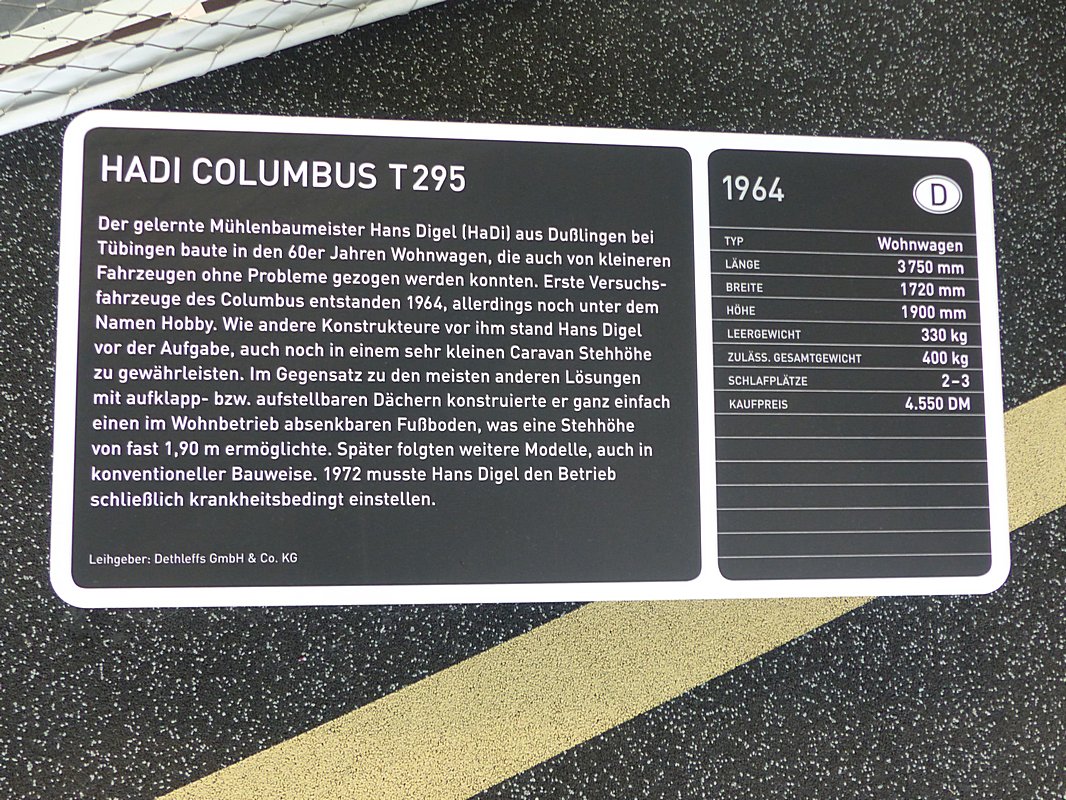 HADI COLUMBUS T295
Der gelernte Mühlenbaumeister Hans Digel (HaDi) aus Dußlingen bei
Tübingen baute in den 60er Jahren Wohnwagen, die auch von kleineren
Fahrzeugen ohne Probleme gezogen werden konnten. Erste Versuchs-
fahrzeuge des Columbus entstanden 1964, allerdings noch unter dem
Namen Hobby. Wie andere Konstrukteure vor ihm stand Hans Digel
vor der Aufgabe, auch noch in einem sehr kleinen Caravan Stehhöhe
zu gewährleisten. Im Gegensatz zu den meisten anderen Lösungen
mit aufklapp- bzw. aufstellbaren Dächern konstruierte er ganz einfach
einen im Wohnbetrieb absenkbaren Fußboden, was eine Stehhöhe
von fast 1,90 m ermöglichte. Später folgten weitere Modelle, auch in
konventioneller Bauweise. 1972 musste Hans Digel den Betrieb
schließlich krankheitsbedingt einstellen.
Leihgeber: Dethleffs GmbH & Co. KG
1964 D
TYP Wohnwagen
LÄNGE 3750 mm
BREITE 1720 mm
HÖHE 1900 mm
LEERGEWICHT 330 kg
ZULÄSS. GESAMTGEWICHT 400 kg
SCHLAFPLÄTZE 2–3
KAUFPREIS 4.550 DM